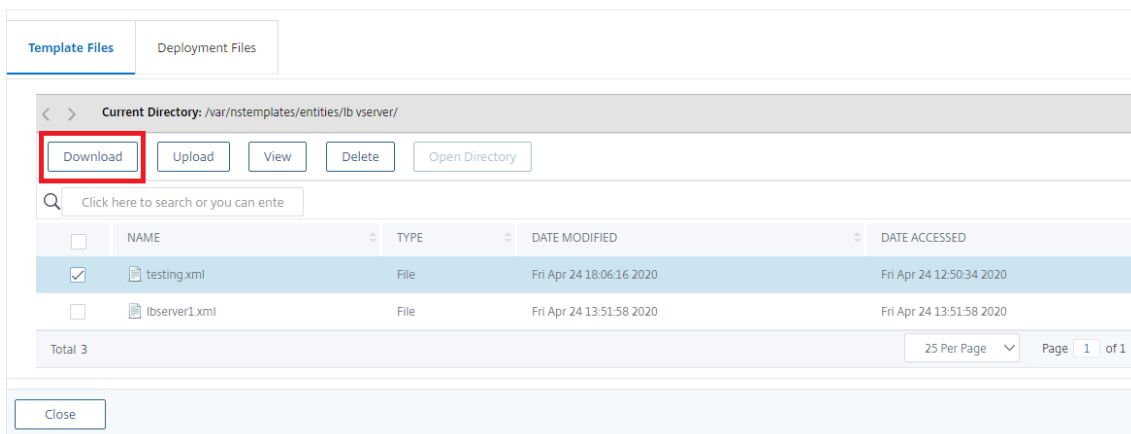 Template Files Deployment Files
< > Current Directory: /var/nstemplates/entities/lb vserver/
Download Upload View Delete Open Directory
Click here to search or you can ente
NAME TYPE DATE MODIFIED DATE ACCESSED
testing.xml File Fri Apr 24 18:06:16 2020 Fri Apr 24 12:50:34 2020
lbserver1.xml File Fri Apr 24 13:51:58 2020 Fri Apr 24 13:51:58 2020
Total 3 25 Per Page Page 1 of 1
Close